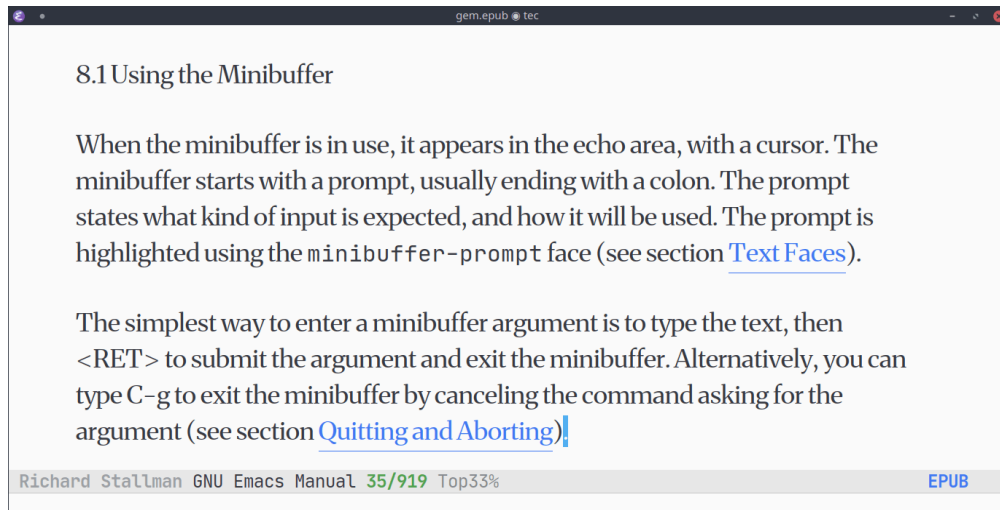 gem.epub ◉ tec
8.1 Using the Minibuffer
When the minibuffer is in use, it appears in the echo area, with a cursor. The
minibuffer starts with a prompt, usually ending with a colon. The prompt
states what kind of input is expected, and how it will be used. The prompt is
highlighted using the minibuffer-prompt face (see section Text Faces).
The simplest way to enter a minibuffer argument is to type the text, then
<RET> to submit the argument and exit the minibuffer. Alternatively, you can
type C-g to exit the minibuffer by canceling the command asking for the
argument (see section Quitting and Aborting).
Richard Stallman GNU Emacs Manual 35/919 Top33% EPUB